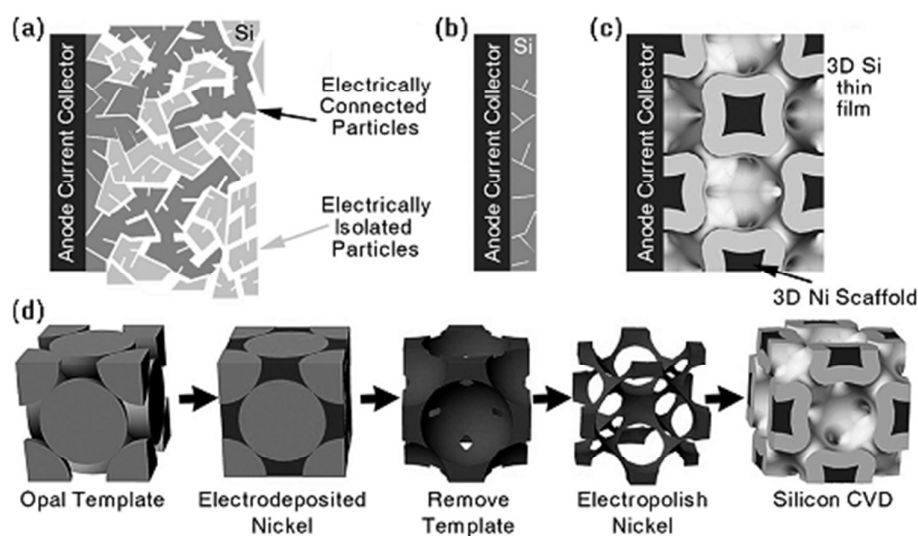 (a)
Si
Anode Current Collector
Electrically
Connected
Particles
Electrically
Isolated
Particles
(b)
Si
Anode Current Collector
(c)
Anode Current Collector
3D Si
thin
film
3D Ni Scaffold
(d)
Opal Template
Electrodeposited
Nickel
Remove
Template
Electropolish
Nickel
Silicon CVD